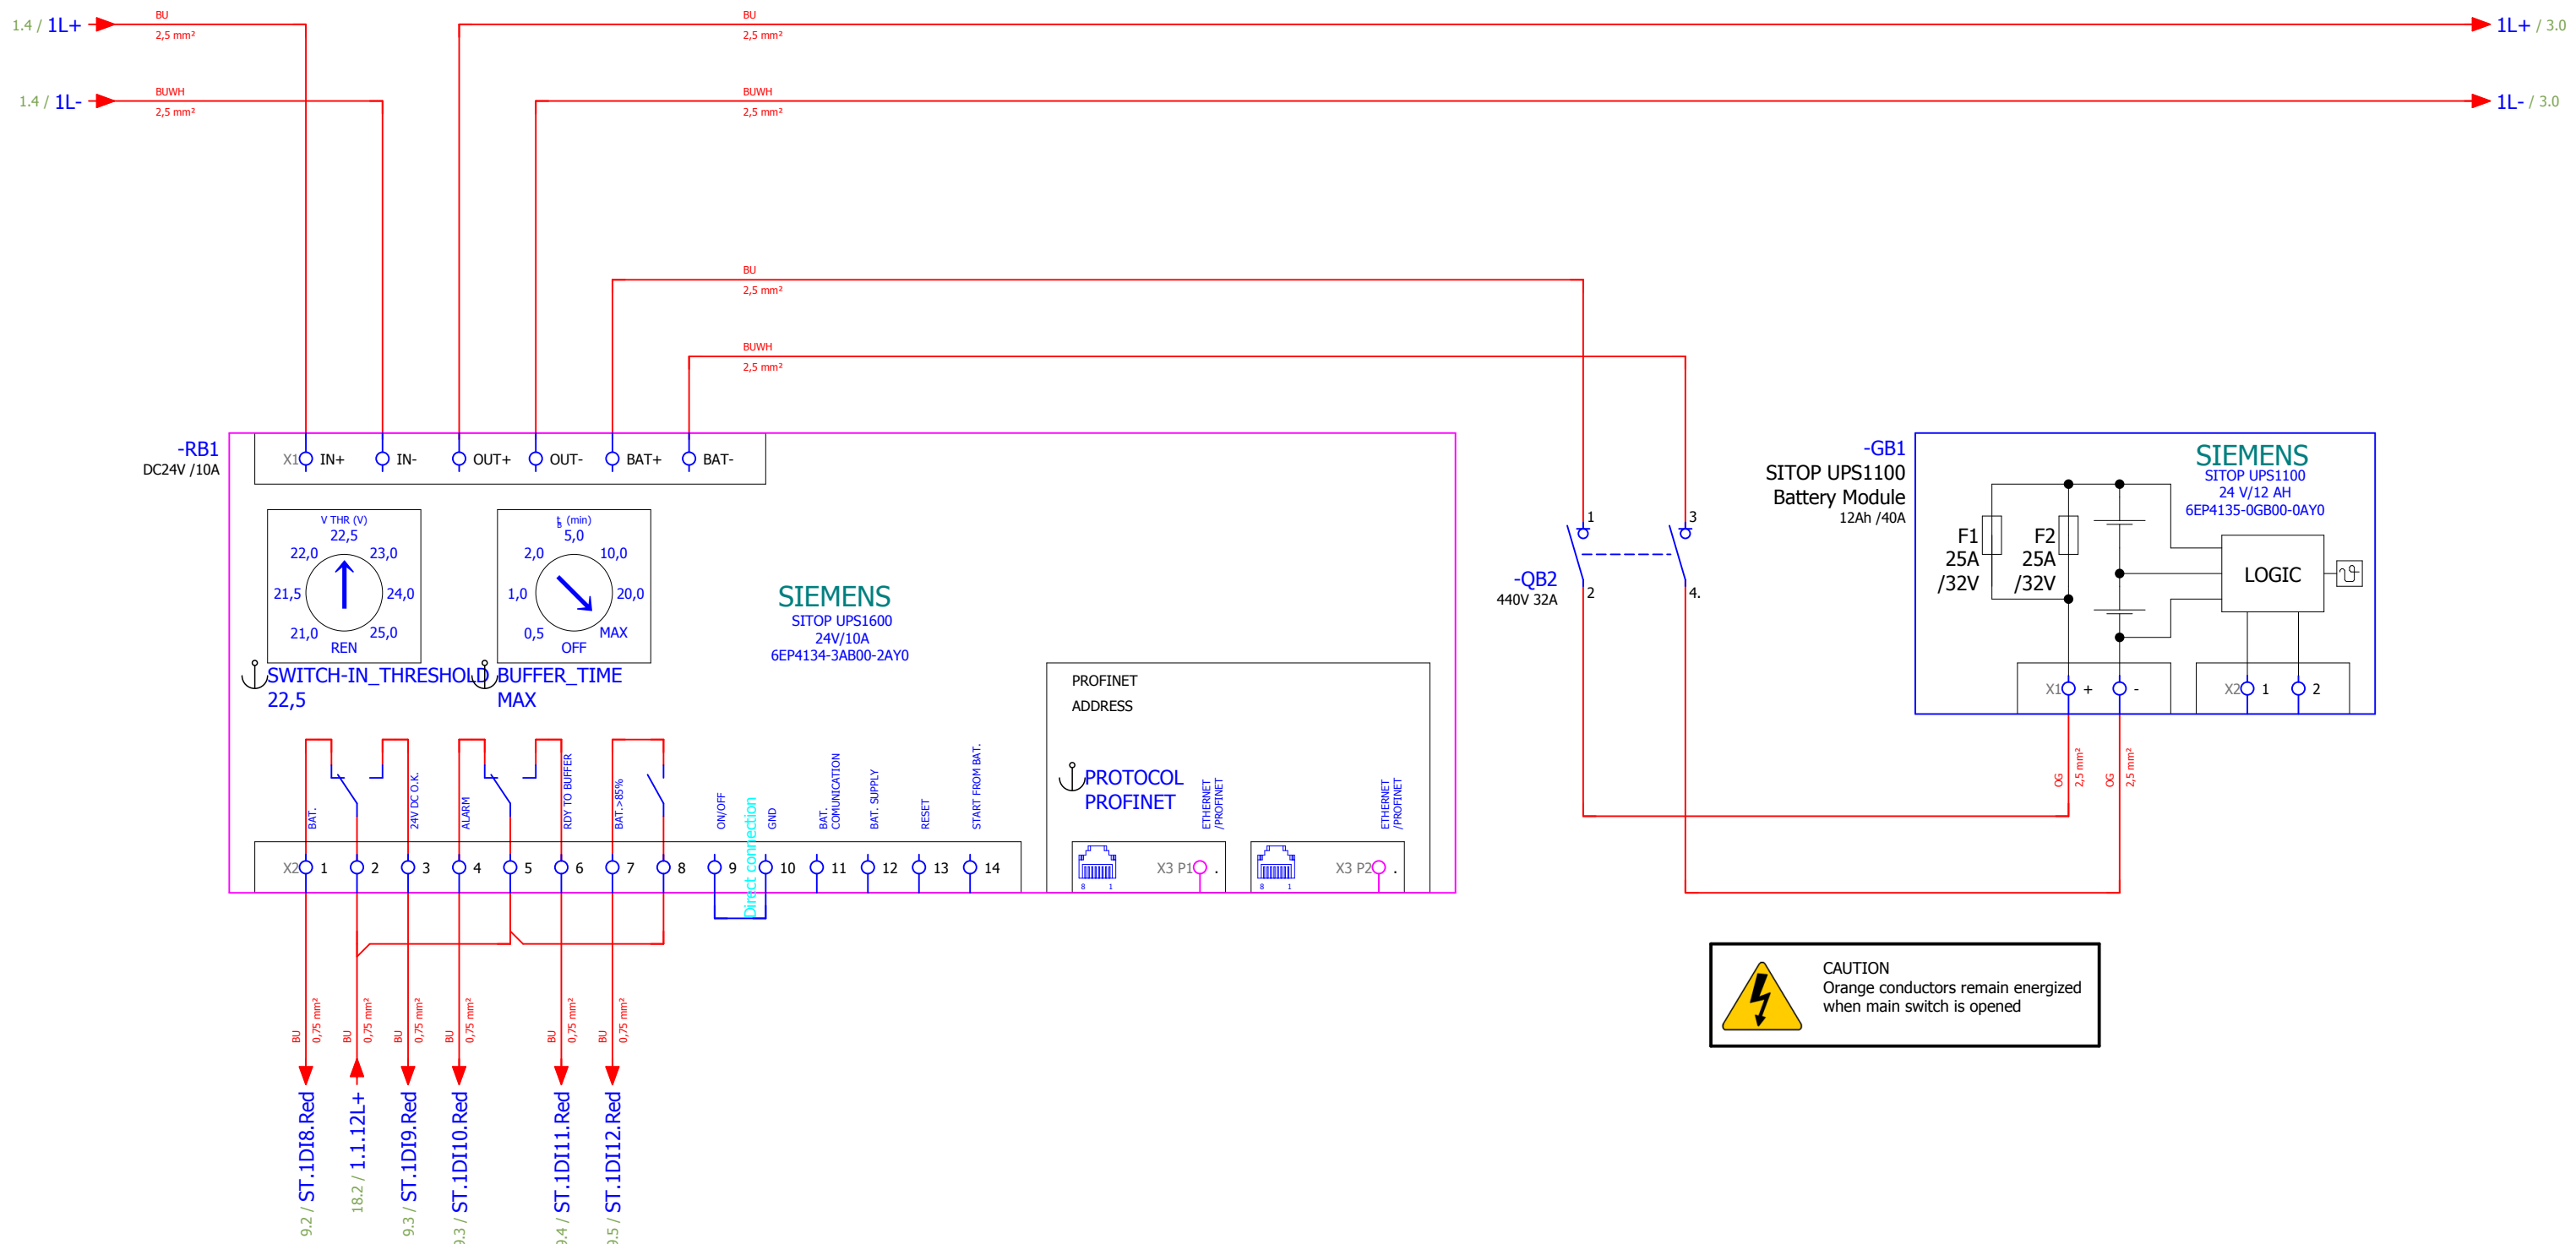 1.4 / 1L+
BU
2,5 mm²
BU
2,5 mm²
1L+ / 3.0
1.4 / 1L-
BUWH
2,5 mm²
BUWH
2,5 mm²
1L- / 3.0
BU
2,5 mm²
BUWH
2,5 mm²
-RB1
DC24V /10A
X1 IN+ IN- OUT+ OUT- BAT+ BAT-
V THR (V)
22,5
22,0 23,0
21,5 24,0
21,0 25,0
REN
SWITCH-IN_THRESHOLD
22,5
tB (min)
5,0
2,0 10,0
1,0 20,0
0,5 MAX
OFF
BUFFER_TIME
MAX
SIEMENS
SITOP UPS1600
24V/10A
6EP4134-3AB00-2AY0
PROFINET
ADDRESS
PROTOCOL
PROFINET
ETHERNET
/PROFINET
ETHERNET
/PROFINET
8 1
X3 P1 .
8 1
X3 P2 .
BAT.
24V DC O.K.
ALARM
RDY TO BUFFER
BAT.>85%
ON/OFF
Direct connection
GND
BAT.
COMUNICATION
BAT. SUPPLY
RESET
START FROM BAT.
X2 1 2 3 4 5 6 7 8 9 10 11 12 13 14
BU
0,75 mm²
BU
0,75 mm²
BU
0,75 mm²
BU
0,75 mm²
BU
0,75 mm²
BU
0,75 mm²
9.2 / ST.1DI8.Red
18.2 / 1.1.12L+
9.3 / ST.1DI9.Red
9.3 / ST.1DI10.Red
9.4 / ST.1DI11.Red
9.5 / ST.1DI12.Red
-QB2
440V 32A
1 3
2 4.
-GB1
SITOP UPS1100
Battery Module
12Ah /40A
SIEMENS
SITOP UPS1100
24 V/12 AH
6EP4135-0GB00-0AY0
F1
25A
/32V
F2
25A
/32V
LOGIC
ϑ
X1 + -
X2 1 2
OG
2,5 mm²
OG
2,5 mm²
CAUTION
Orange conductors remain energized
when main switch is opened